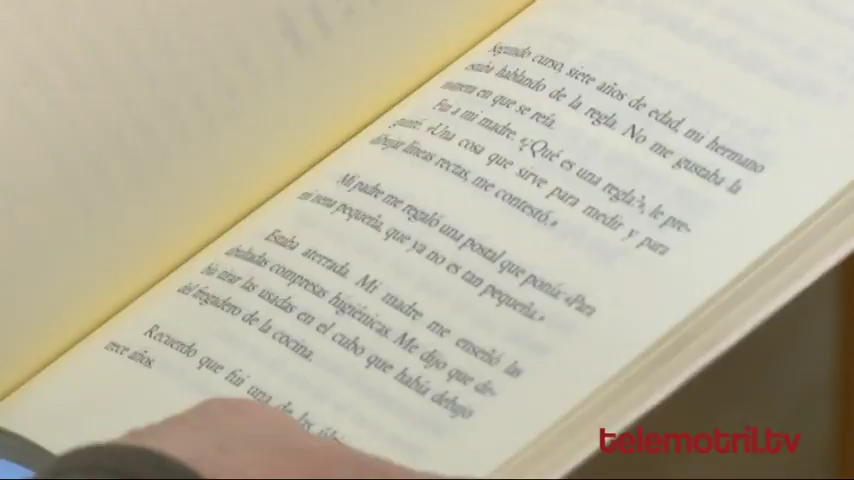 Segundo curso, siete años de edad, mi hermano
estaba hablando de la regla. No me gustaba la
manera en que se reía.
Fui a mi madre. «¿Qué es una regla?», le pre-
gunté. «Una cosa que sirve para medir y para
dibujar líneas rectas, me contestó.»
Mi padre me regaló una postal que ponía: «Para
mi nena pequeña, que ya no es tan pequeña.»
Estaba aterrada. Mi madre me enseñó las
abultadas compresas higiénicas. Me dijo que de-
bía tirar las usadas en el cubo que había debajo
del fregadero de la cocina.
Recuerdo que fui una de las
trece años.
telemotril.tv